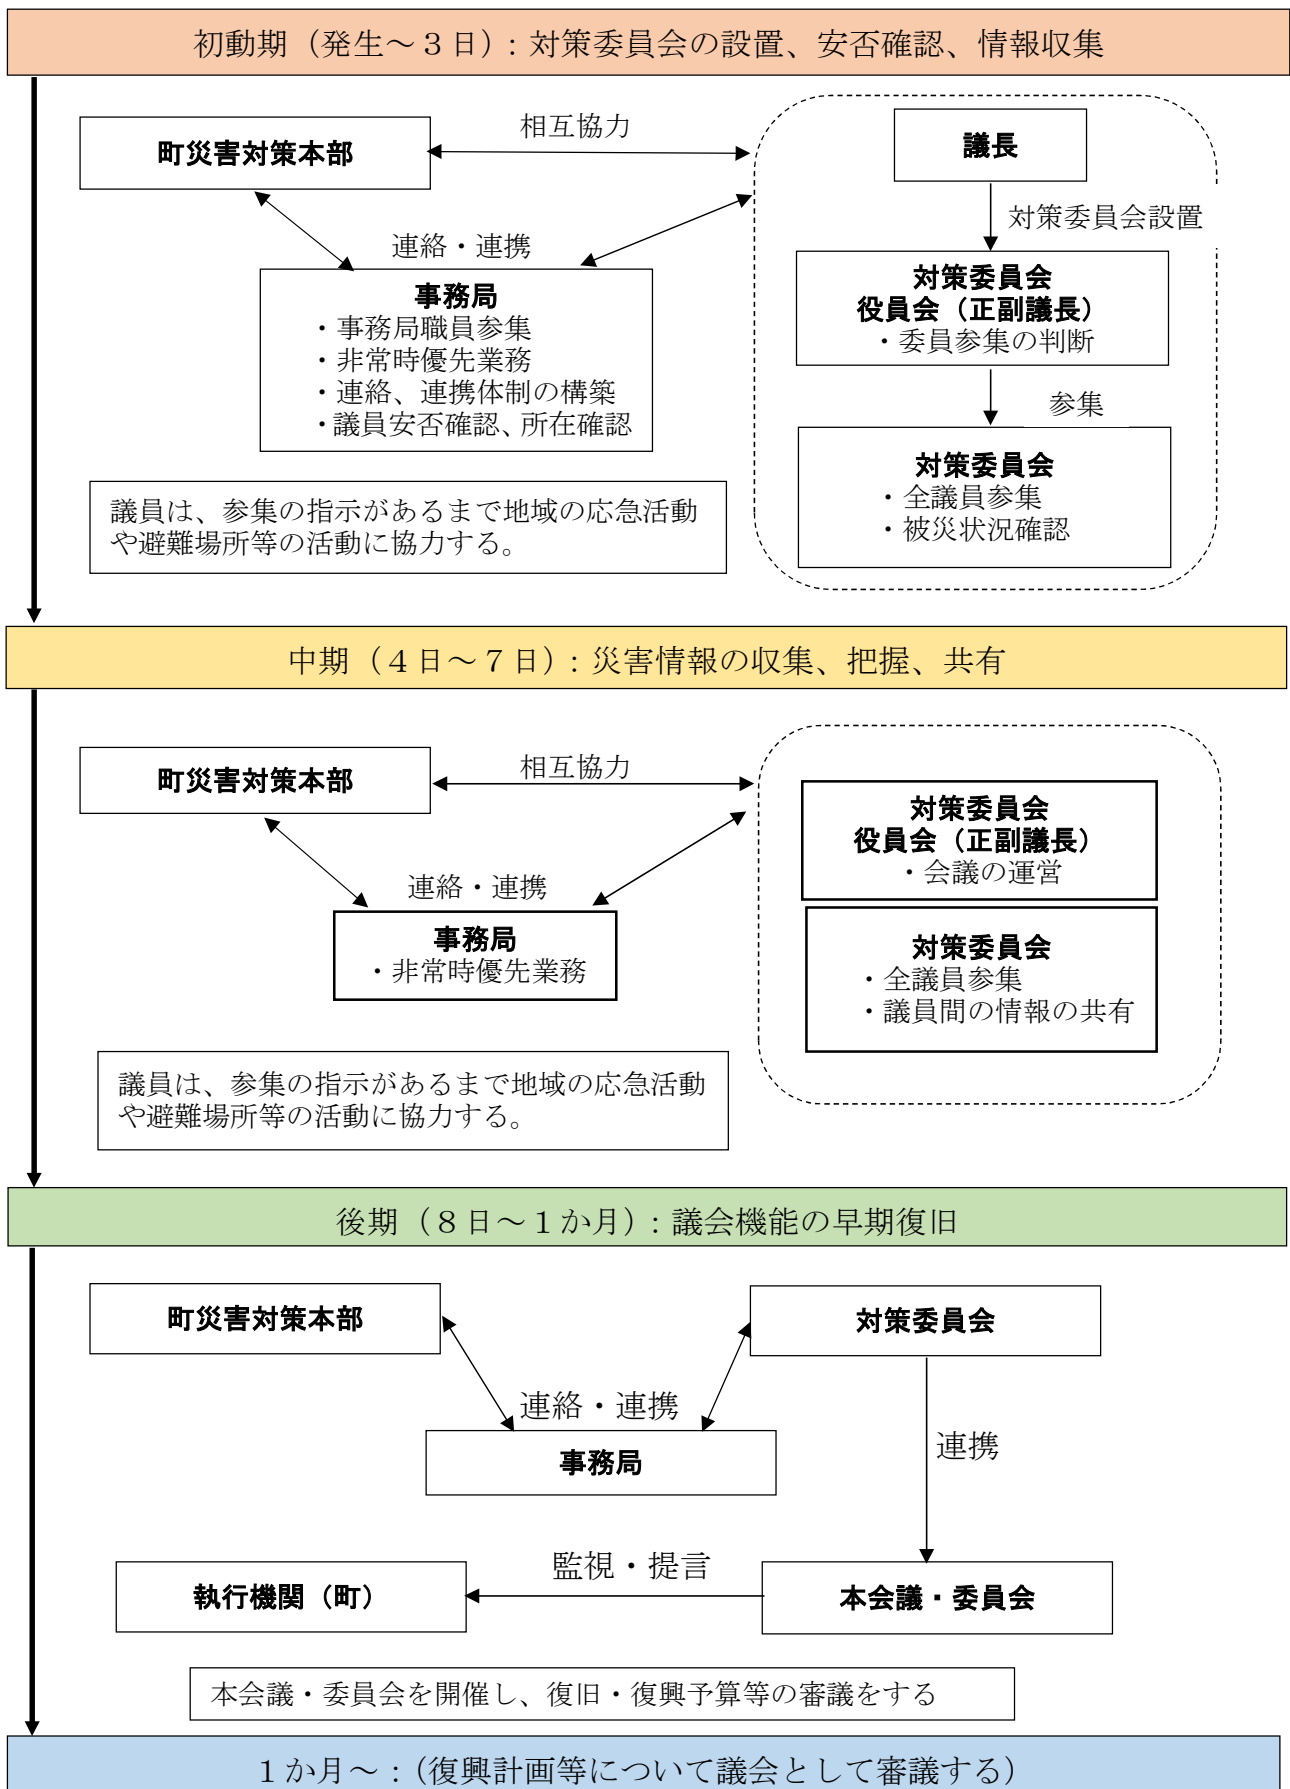 初動期（発生～３日）：対策委員会の設置、安否確認、情報収集
町災害対策本部
相互協力
議長
対策委員会設置
連絡・連携
事務局
・事務局職員参集
・非常時優先業務
・連絡、連携体制の構築
・議員安否確認、所在確認
対策委員会
役員会（正副議長）
・委員参集の判断
参集
対策委員会
・全議員参集
・被災状況確認
議員は、参集の指示があるまで地域の応急活動
や避難場所等の活動に協力する。
中期（４日～７日）：災害情報の収集、把握、共有
町災害対策本部
相互協力
連絡・連携
事務局
・非常時優先業務
対策委員会
役員会（正副議長）
・会議の運営
対策委員会
・全議員参集
・議員間の情報の共有
議員は、参集の指示があるまで地域の応急活動
や避難場所等の活動に協力する。
後期（８日～１か月）：議会機能の早期復旧
町災害対策本部
対策委員会
連絡・連携
事務局
連携
執行機関（町）
監視・提言
本会議・委員会
本会議・委員会を開催し、復旧・復興予算等の審議をする
１か月～：（復興計画等について議会として審議する）